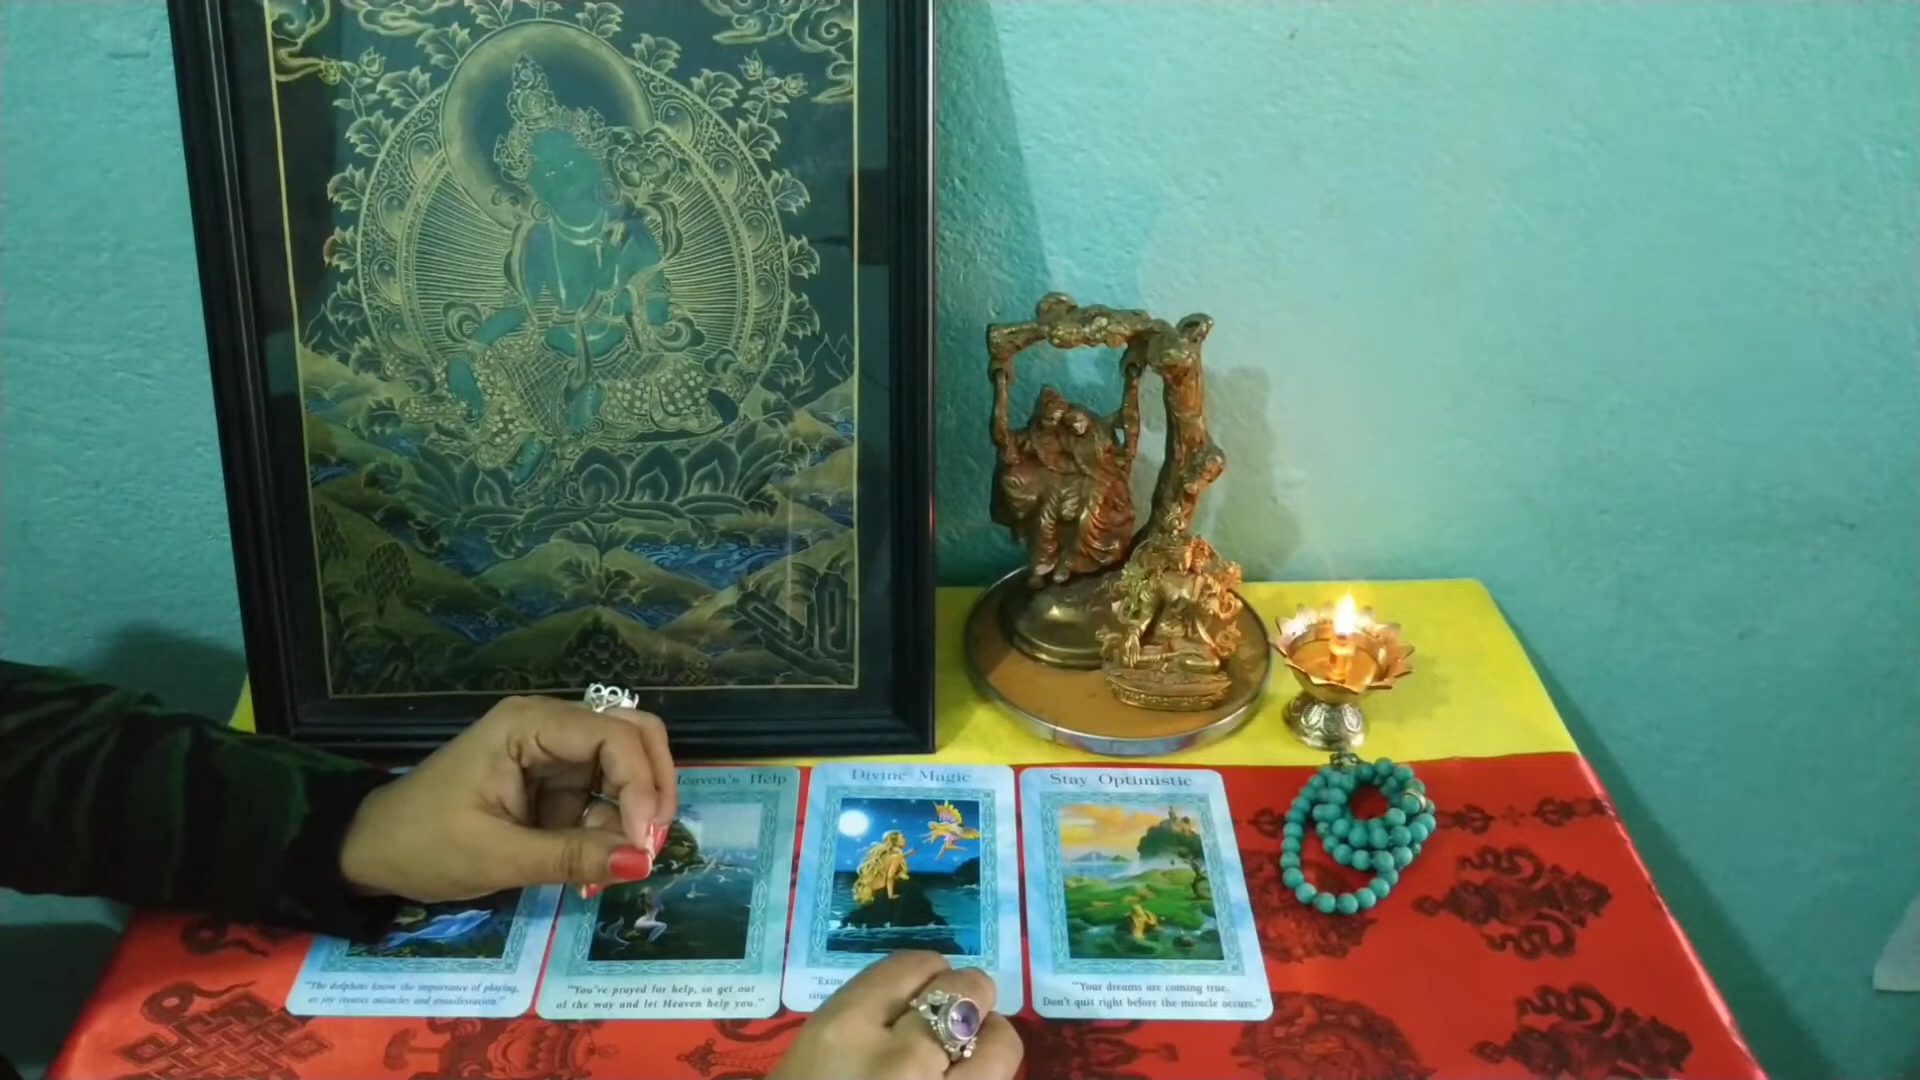 Heaven's Help
Divine Magic
Stay Optimistic
"The dolphins know the importance of playing,
as joy creates miracles and manifestation."
"You've prayed for help, so get out
of the way and let Heaven help you."
"Extra
"Your dreams are coming true.
Don't quit right before the miracle occurs."